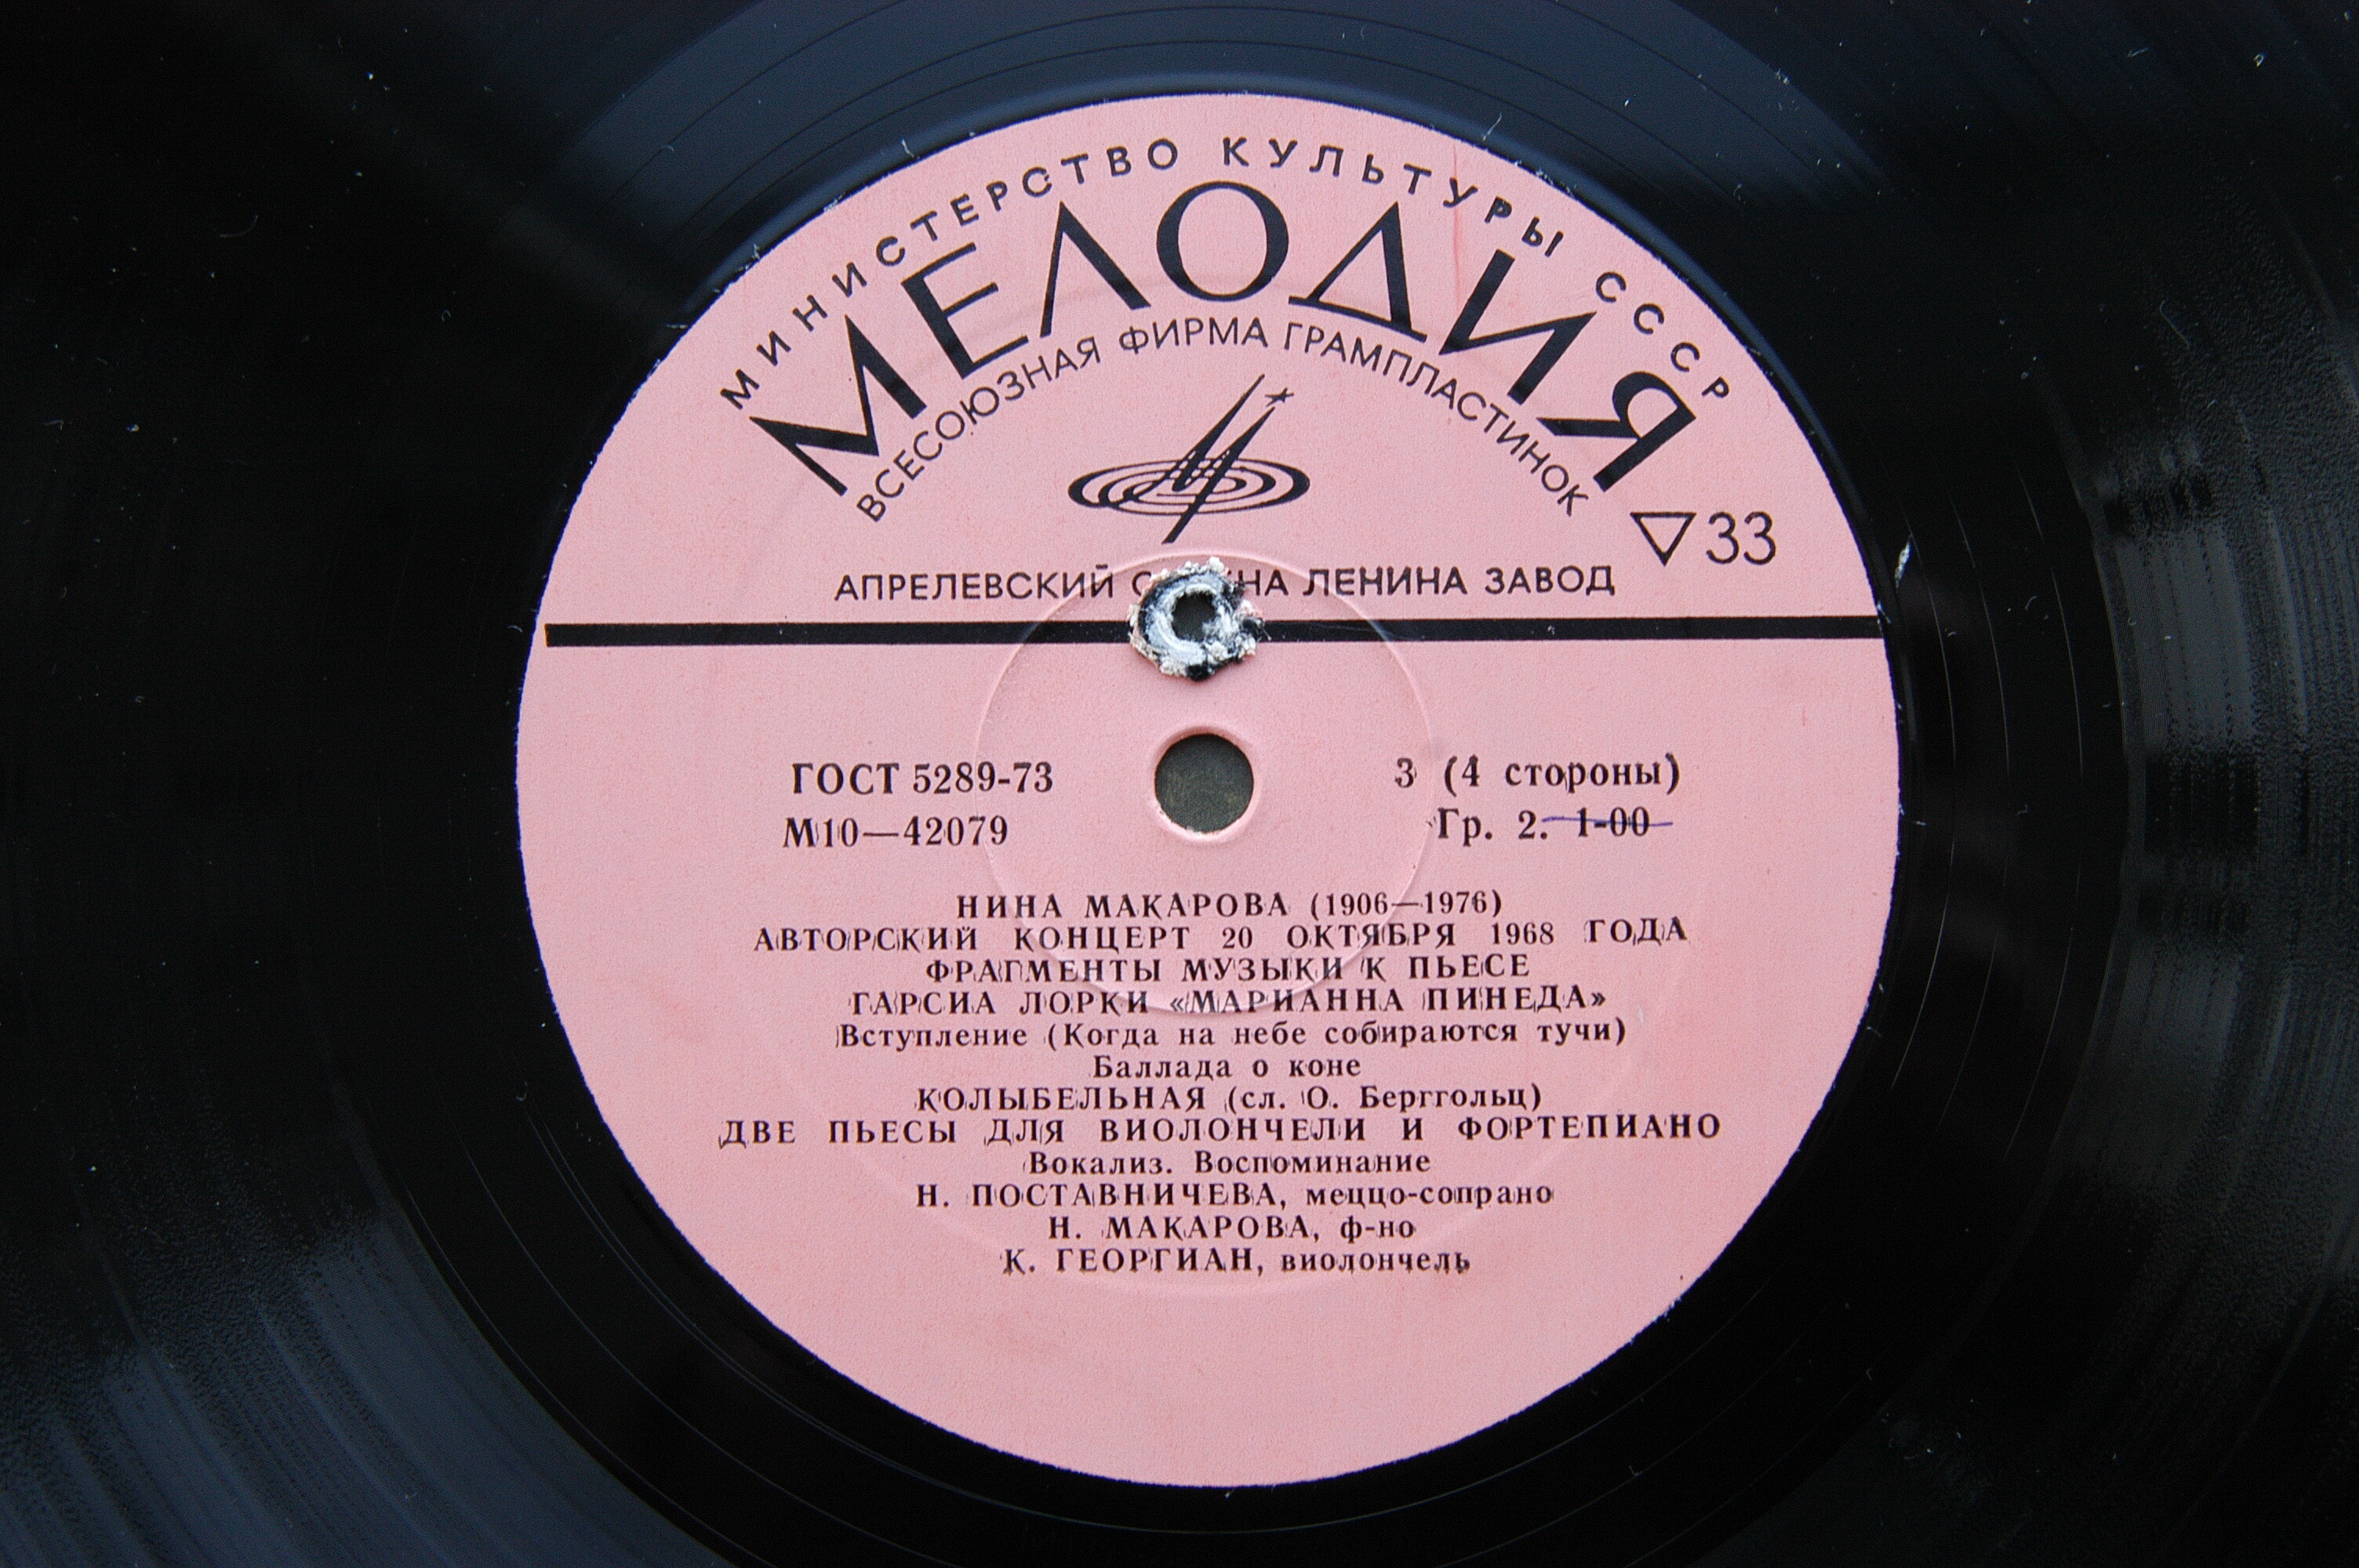 МИНИСТЕРСТВО КУЛЬТУРЫ СССР
МЕЛОДИЯ
ВСЕСОЮЗНАЯ ФИРМА ГРАМПЛАСТИНОК
33
АПРЕЛЕВСКИЙ ЛЕНИНА ЗАВОД
ГОСТ 5289-73
3 (4 стороны)
М10—42079
Гр. 2. 1-00
НИНА МАКАРОВА (1906—1976)
АВТОРСКИЙ КОНЦЕРТ 20 ОКТЯБРЯ 1968 ГОДА
ФРАГМЕНТЫ МУЗЫКИ К ПЬЕСЕ
ГАРСИА ЛОРКИ «МАРИАННА ПИНЕДА»
Вступление (Когда на небе собираются тучи)
Баллада о коне
КОЛЫБЕЛЬНАЯ (сл. О. Берггольц)
ДВЕ ПЬЕСЫ ДЛЯ ВИОЛОНЧЕЛИ И ФОРТЕПИАНО
Вокализ. Воспоминание
Н. ПОСТАВНИЧЕВА, меццо-сопрано
Н. МАКАРОВА, ф-но
К. ГЕОРГИАН, виолончель